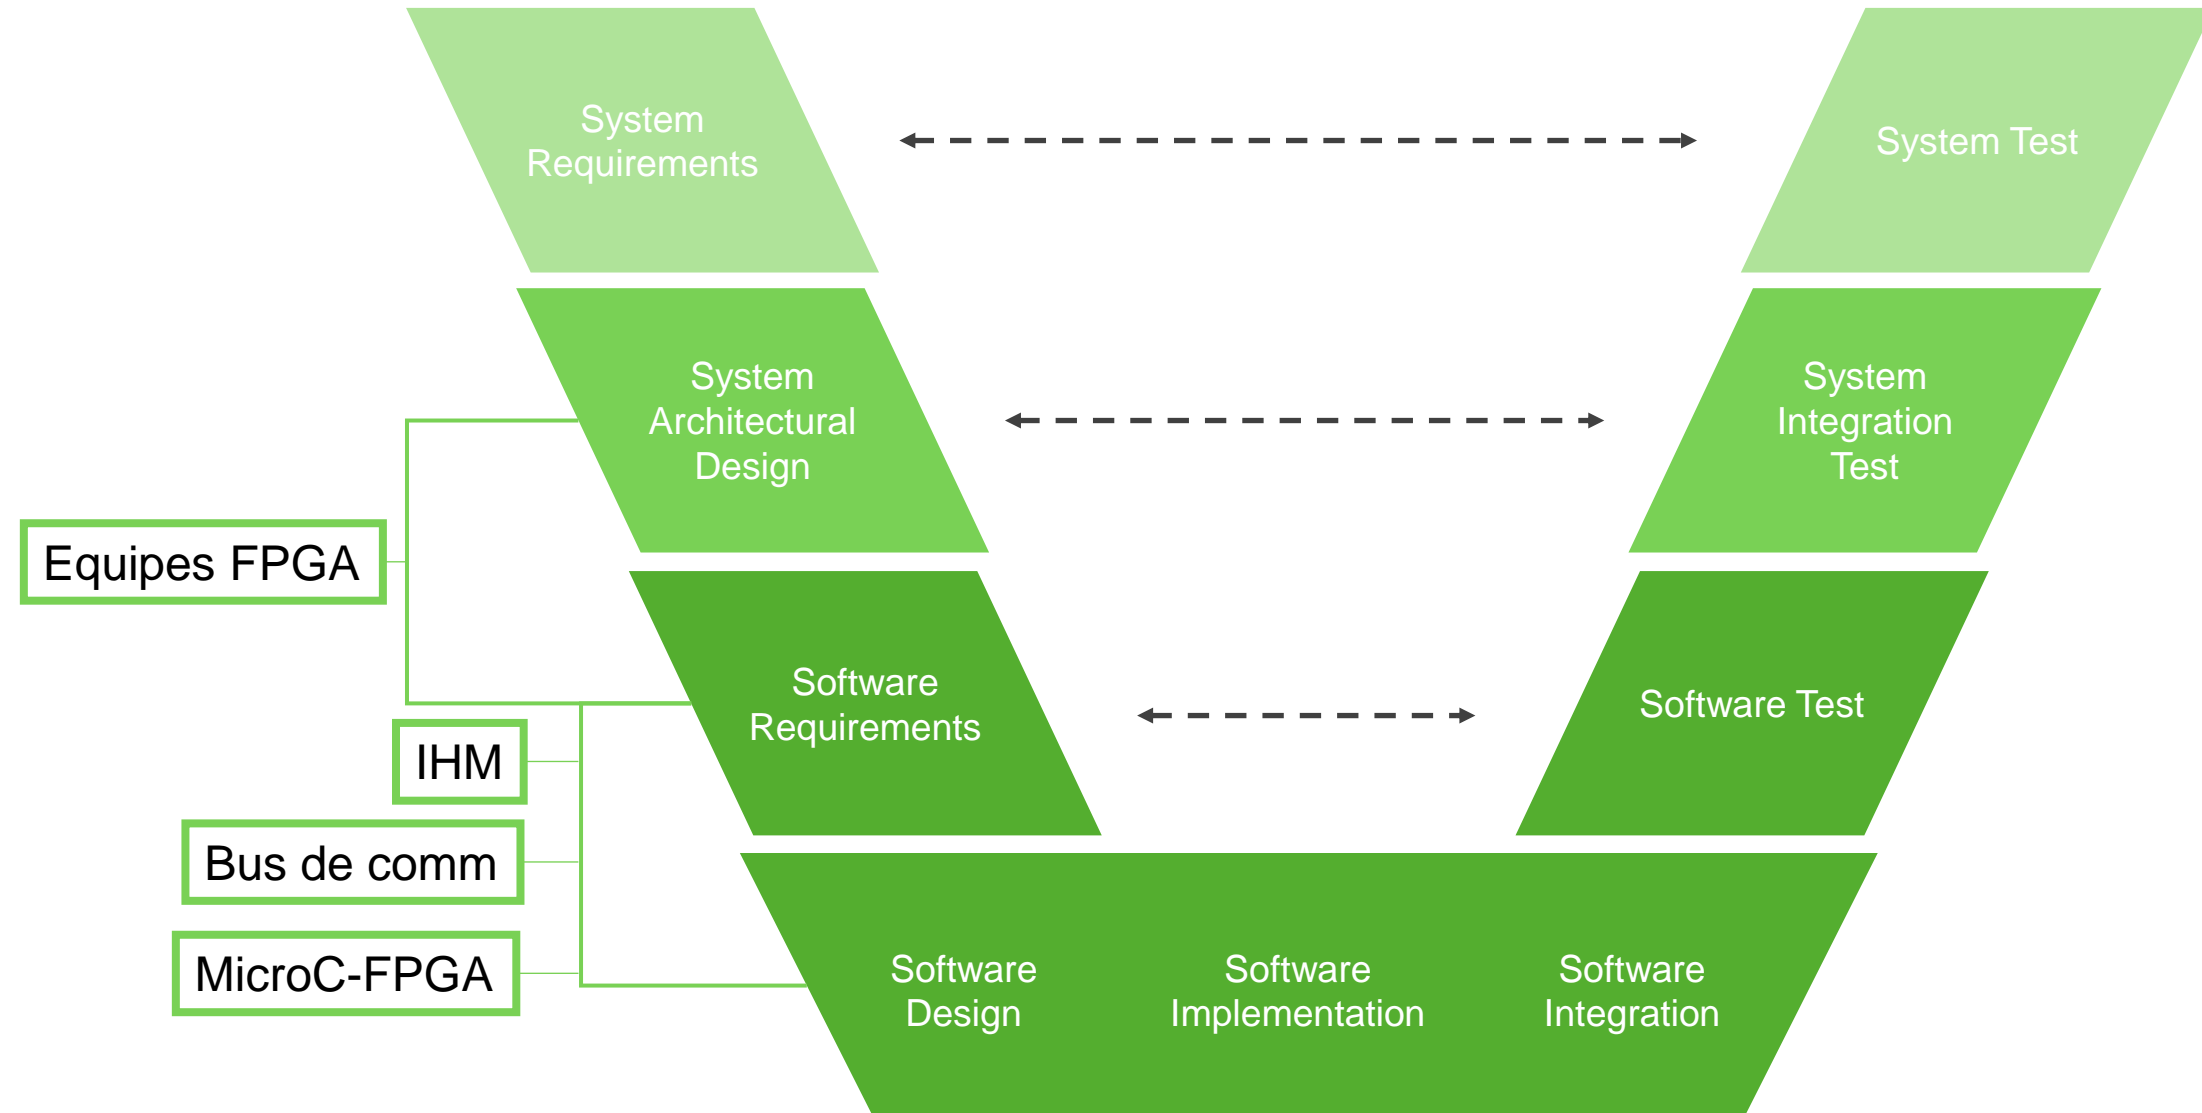 System
Requirements
System Test
System
Architectural
Design
System
Integration
Test
Equipes FPGA
Software
Requirements
Software Test
IHM
Bus de comm
MicroC-FPGA
Software
Design
Software
Implementation
Software
Integration